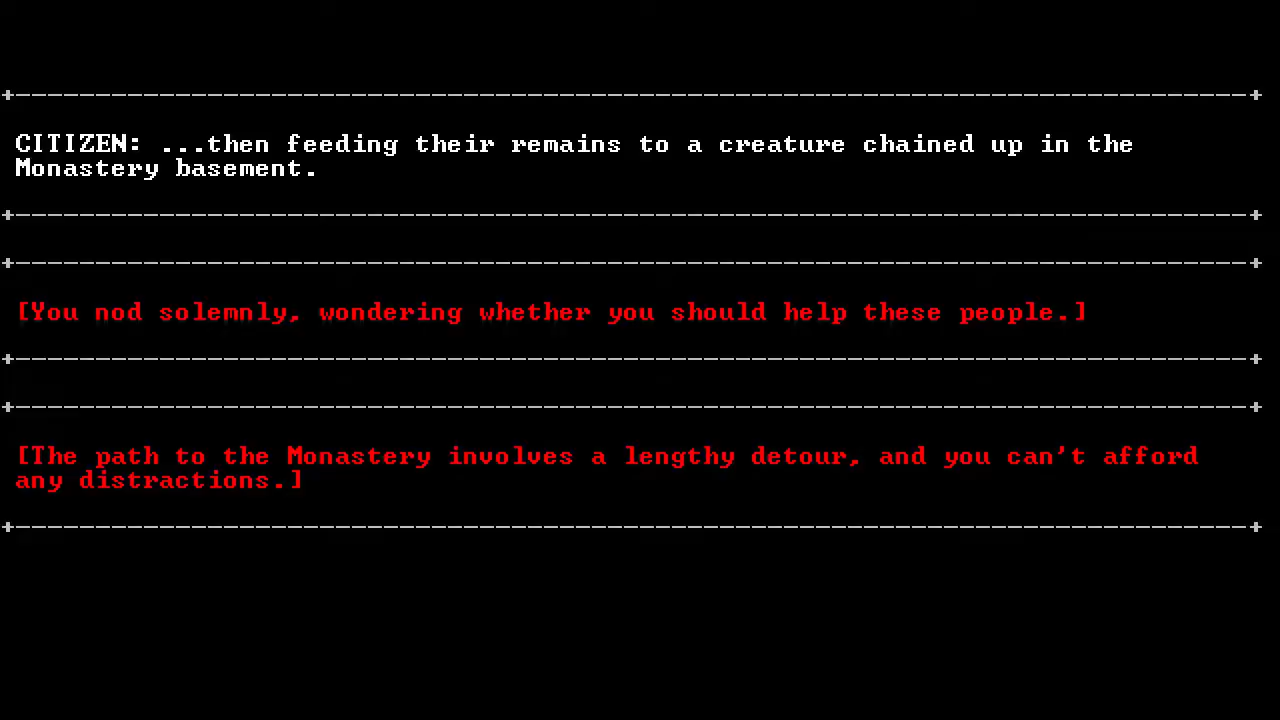 CITIZEN: ...then feeding their remains to a creature chained up in the
Monastery basement.
[You nod solemnly, wondering whether you should help these people.]
[The path to the Monastery involves a lengthy detour, and you can't afford
any distractions.]